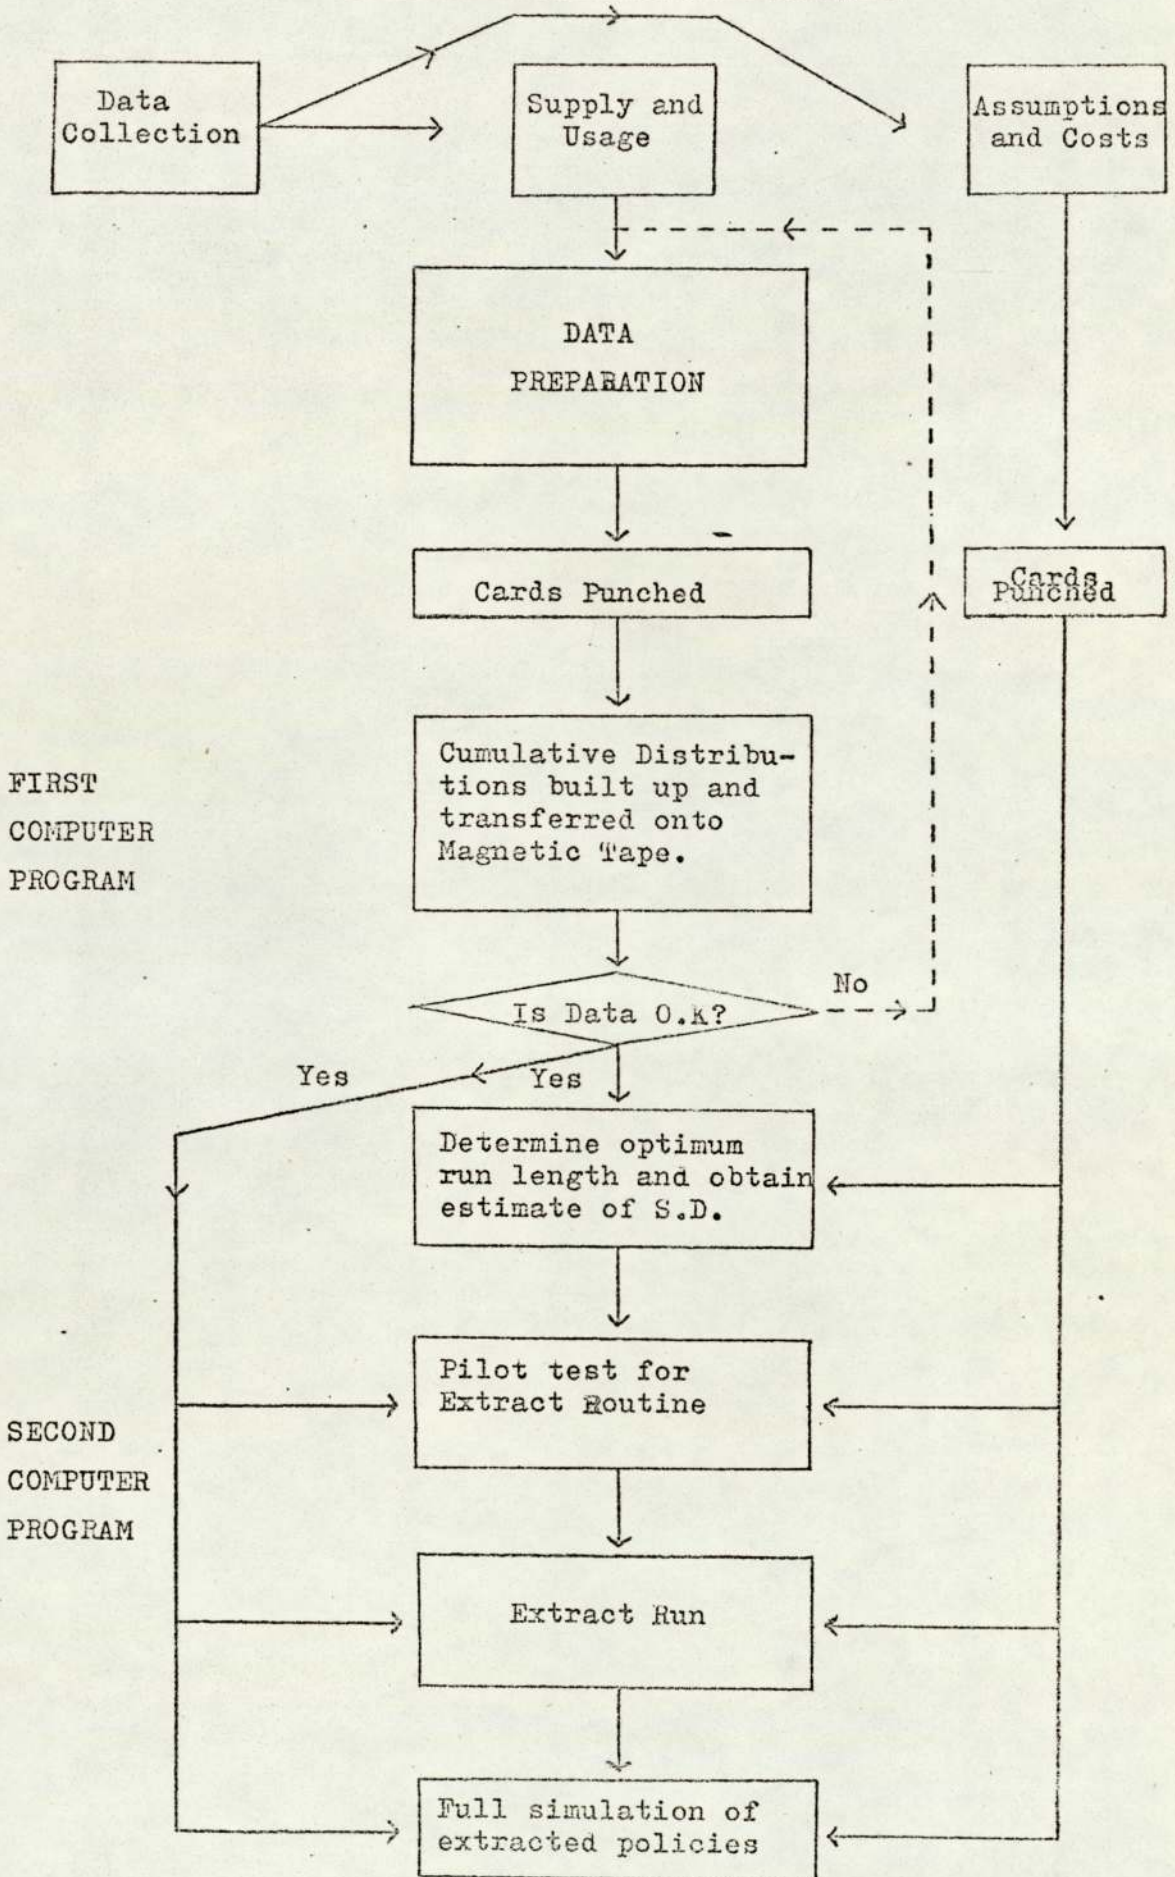 Data
Collection
Supply and
Usage
Assumptions
and Costs
DATA
PREPARATION
Cards Punched
Cards
Punched
FIRST
COMPUTER
PROGRAM
Cumulative Distribu-
tions built up and
transferred onto
Magnetic Tape.
Is Data O.K?
No
Yes
Yes
Determine optimum
run length and obtain
estimate of S.D.
Pilot test for
Extract Routine
SECOND
COMPUTER
PROGRAM
Extract Run
Full simulation of
extracted policies